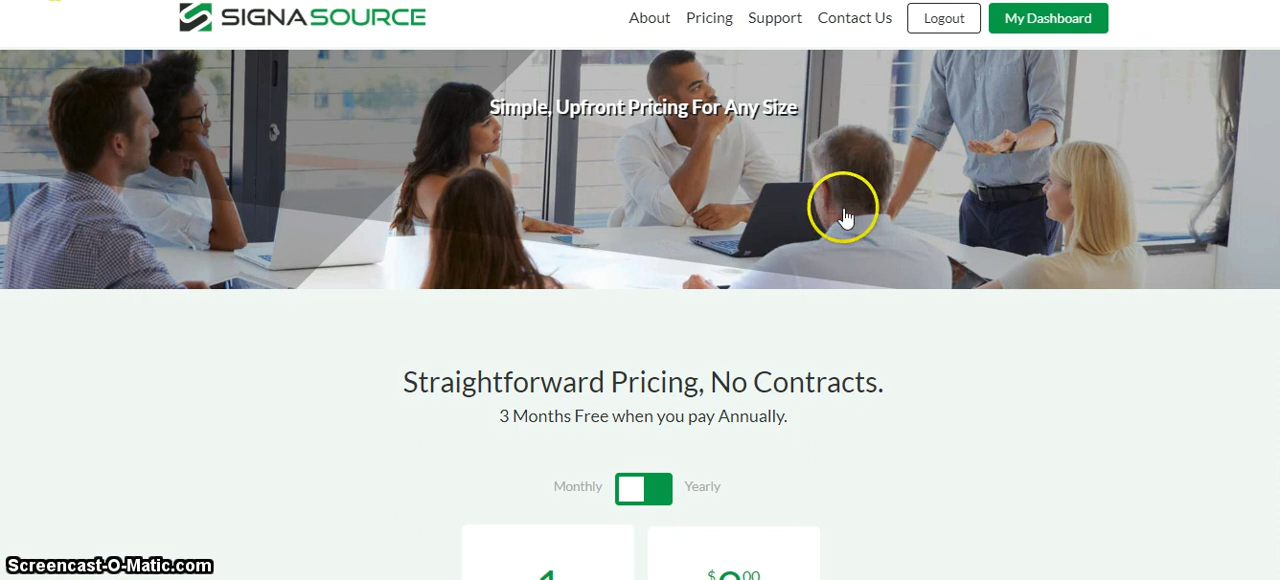 SIGNASOURCE
About Pricing Support Contact Us Logout My Dashboard
Simple, Upfront Pricing For Any Size
Straightforward Pricing, No Contracts.
3 Months Free when you pay Annually.
Monthly Yearly
Screencast-O-Matic.com